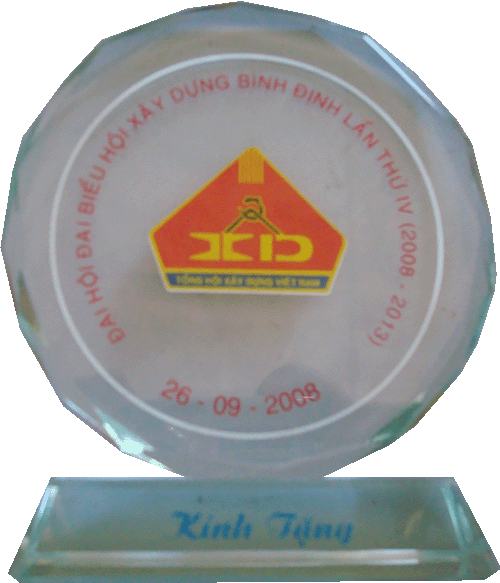 ĐẠI HỘI ĐẠI BIỂU HỘI XÂY DỰNG BÌNH ĐỊNH LẦN THỨ IV (2008 - 2013)
XD
TỔNG HỘI XÂY DỰNG VIỆT NAM
26 - 09 - 2008
Kính Tặng